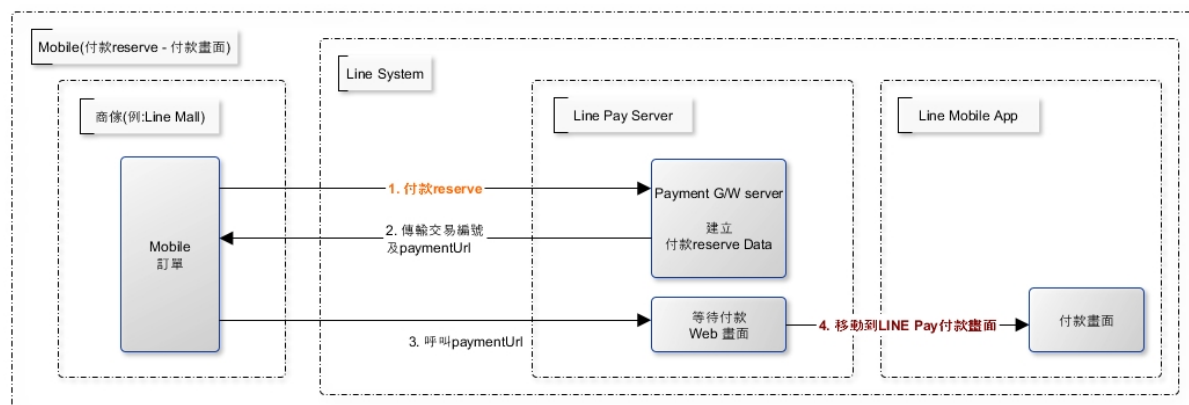 Mobile(付款reserve - 付款畫面)
Line System
商傢(例:Line Mall)
Line Pay Server
Line Mobile App
1. 付款reserve
Payment G/W server
建立
付款reserve Data
2. 傳輸交易編號
及paymentUrl
Mobile
訂單
3. 呼叫paymentUrl
等待付款
Web 畫面
4. 移動到LINE Pay付款畫面
付款畫面